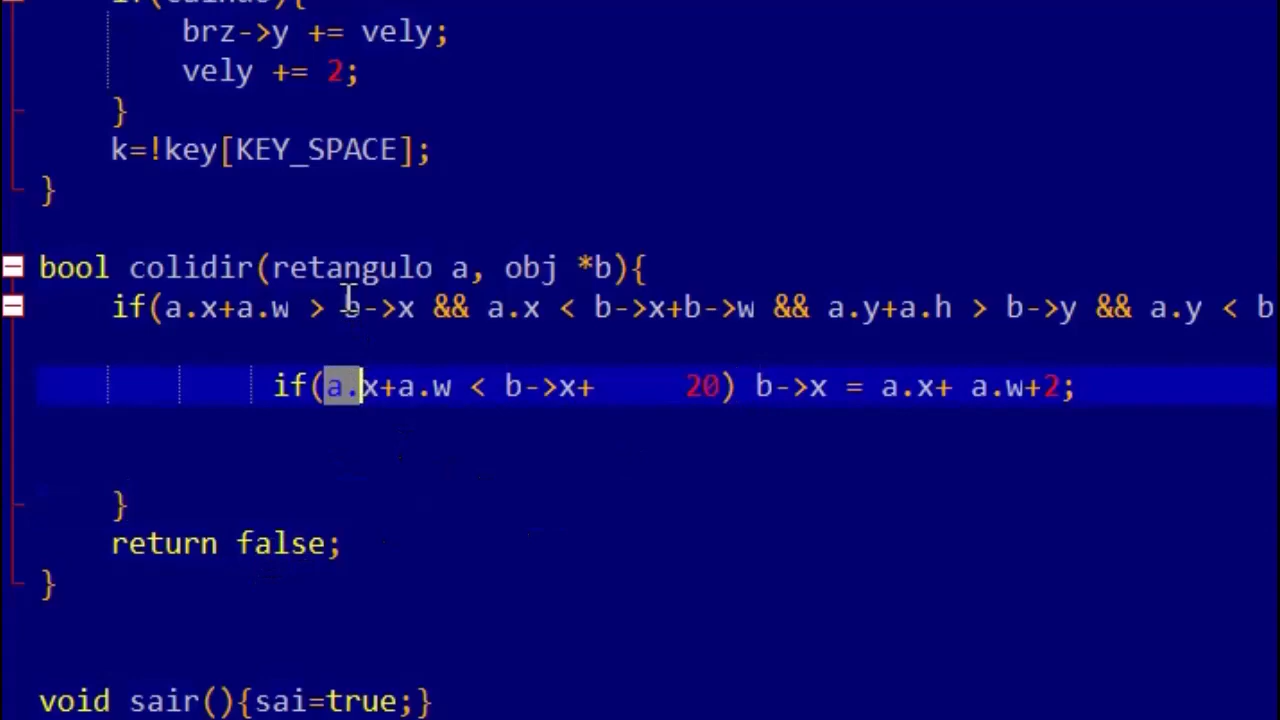 brz->y += vely;
vely += 2;
}
k=!key[KEY_SPACE];
}
bool colidir(retangulo a, obj *b){
if(a.x+a.w > b->x && a.x < b->x+b->w && a.y+a.h > b->y && a.y < b
if(a.x+a.w < b->x+ 20) b->x = a.x+ a.w+2;
}
return false;
}
void sair(){sai=true;}